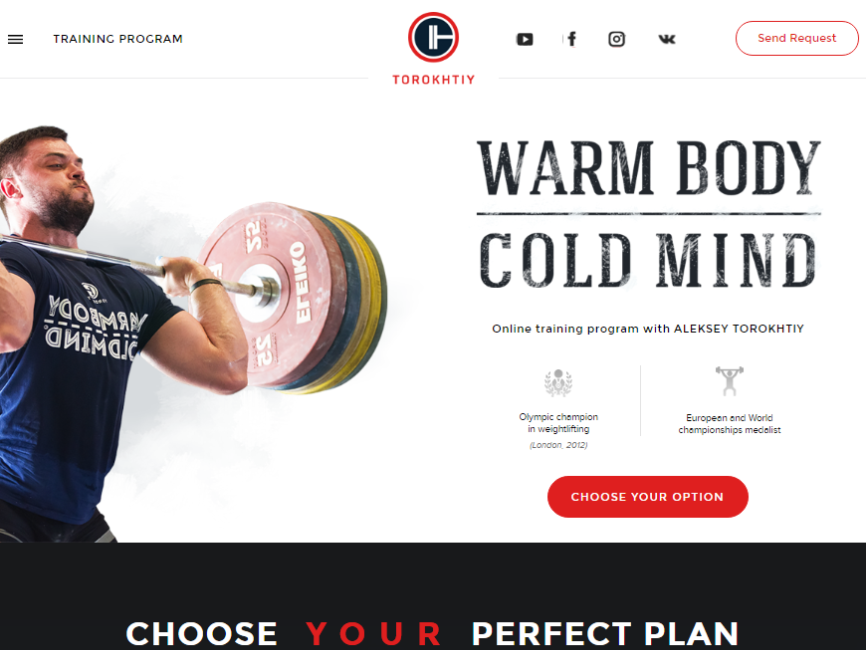 TRAINING PROGRAM
Send Request
TOROKHTIY
WARM BODY
COLD MIND
25
ELEIKO
25
WARMBODY
COLDMIND
Online training program with ALEKSEY TOROKHTIY
Olympic champion
in weightlifting
(London, 2012)
European and World
championships medalist
CHOOSE YOUR OPTION
CHOOSE YOUR PERFECT PLAN